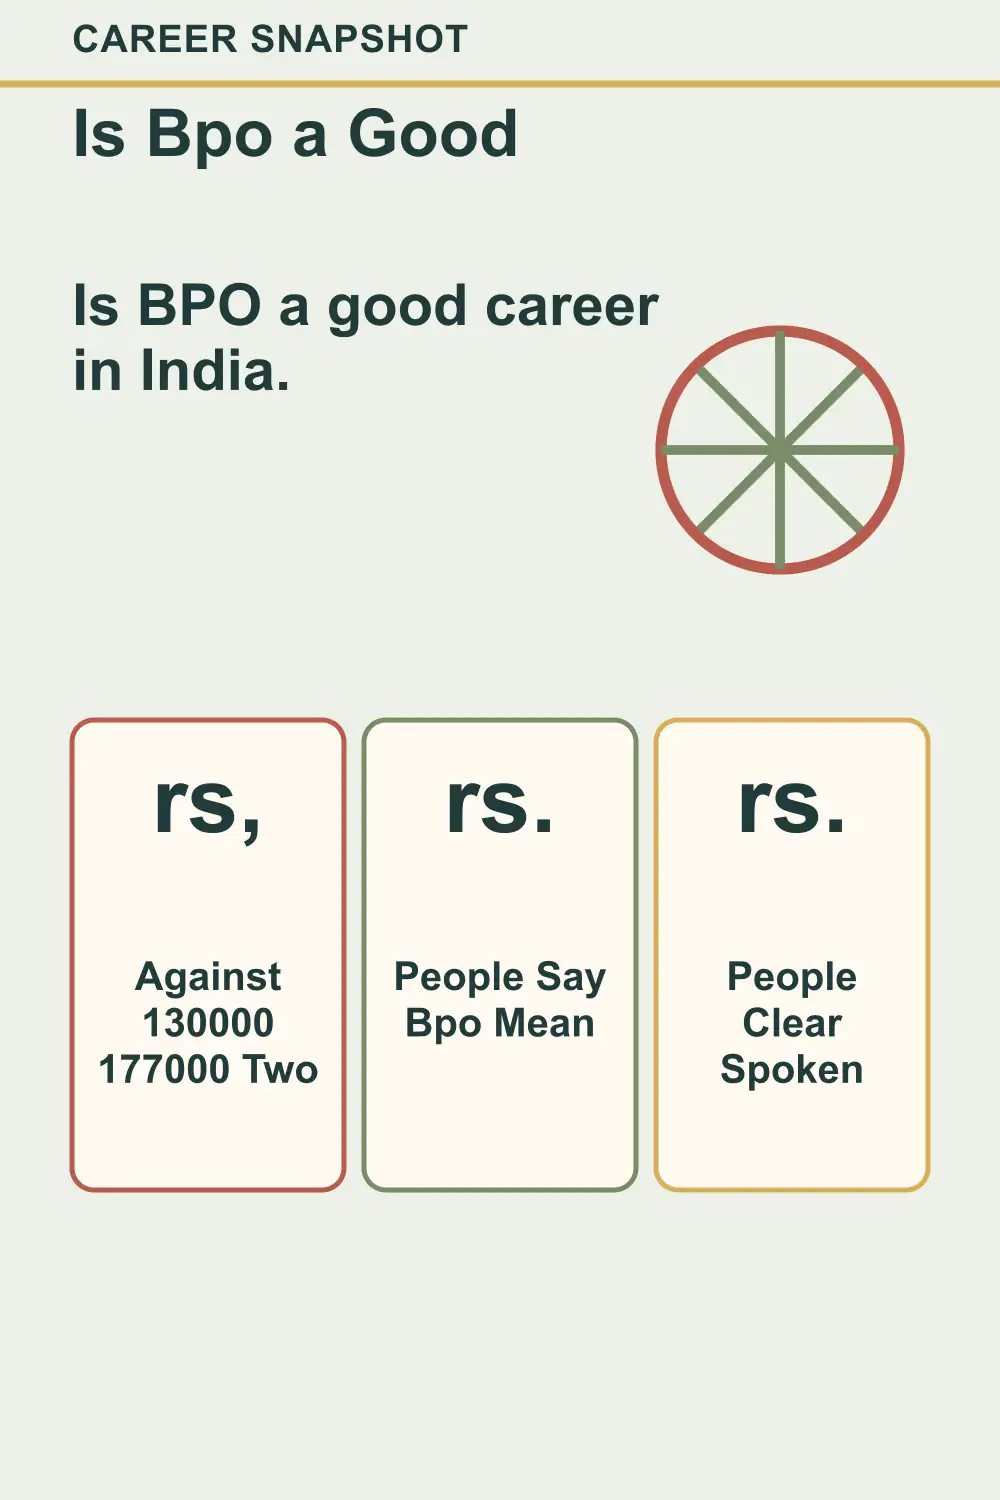 CAREER SNAPSHOT
Is Bpo a Good
Is BPO a good career
in India.
rs,
Against
130000
177000 Two
rs.
People Say
Bpo Mean
rs.
People
Clear
Spoken